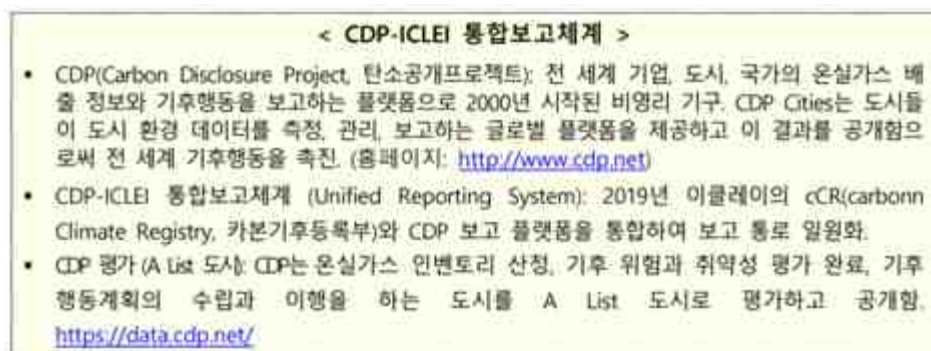 < CDP-ICLEI 통합보고체계 >
• CDP(Carbon Disclosure Project, 탄소공개프로젝트): 전 세계 기업, 도시, 국가의 온실가스 배
출 정보와 기후행동을 보고하는 플랫폼으로 2000년 시작된 비영리 기구. CDP Cities는 도시들
이 도시 환경 데이터를 측정, 관리, 보고하는 글로벌 플랫폼을 제공하고 이 결과를 공개함으
로써 전 세계 기후행동을 촉진. (홈페이지: http://www.cdp.net)
• CDP-ICLEI 통합보고체계 (Unified Reporting System): 2019년 이클레이의 cCR(carbonn
Climate Registry, 카본기후등록부)와 CDP 보고 플랫폼을 통합하여 보고 통로 일원화.
• CDP 평가 (A List 도시): CDP는 온실가스 인벤토리 산정, 기후 위험과 취약성 평가 완료, 기후
행동계획의 수립과 이행을 하는 도시를 A List 도시로 평가하고 공개함.
https://data.cdp.net/